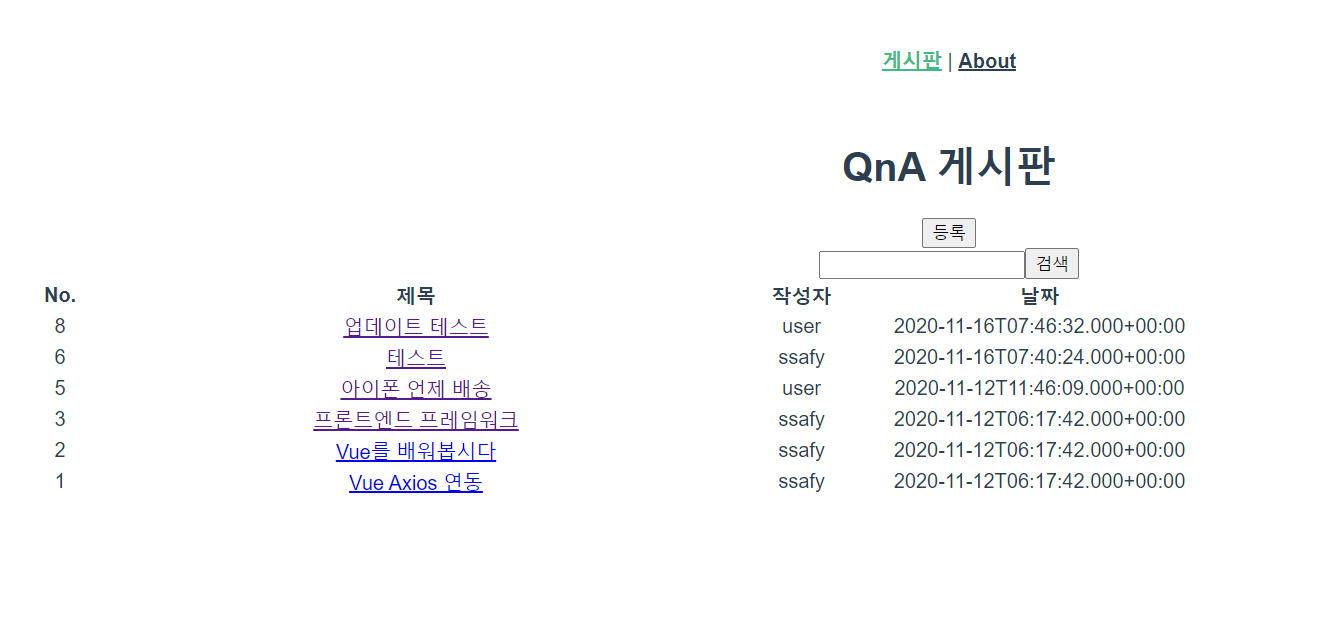 게시판 | About
QnA 게시판
등록
검색
No. 제목 작성자 날짜
8 업데이트 테스트 user 2020-11-16T07:46:32.000+00:00
6 테스트 ssafy 2020-11-16T07:40:24.000+00:00
5 아이폰 언제 배송 user 2020-11-12T11:46:09.000+00:00
3 프론트엔드 프레임워크 ssafy 2020-11-12T06:17:42.000+00:00
2 Vue를 배워봅시다 ssafy 2020-11-12T06:17:42.000+00:00
1 Vue Axios 연동 ssafy 2020-11-12T06:17:42.000+00:00